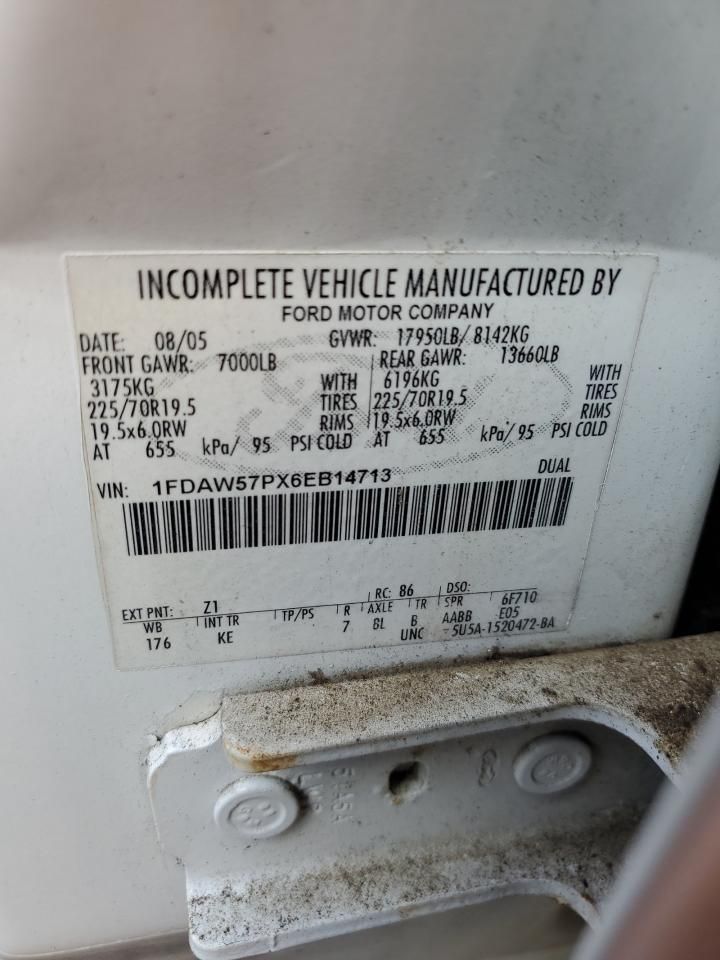 INCOMPLETE VEHICLE MANUFACTURED BY
FORD MOTOR COMPANY
DATE: 08/05 GVWR: 17950LB/ 8142KG
FRONT GAWR: 7000LB REAR GAWR: 13660LB
3175KG WITH 6196KG WITH
225/70R19.5 TIRES 225/70R19.5 TIRES
19.5x6.0RW RIMS 19.5x6.0RW RIMS
AT 655 kPa/ 95 PSI COLD AT 655 kPa/ 95 PSI COLD
DUAL
VIN: 1FDAW57PX6EB14713
EXT PNT: Z1 RC: 86 DSO: 6F710
WB INT TR TP/PS R AXLE TR SPR E05
176 KE 7 BL B AABB
UNC -5U5A-1520472-BA